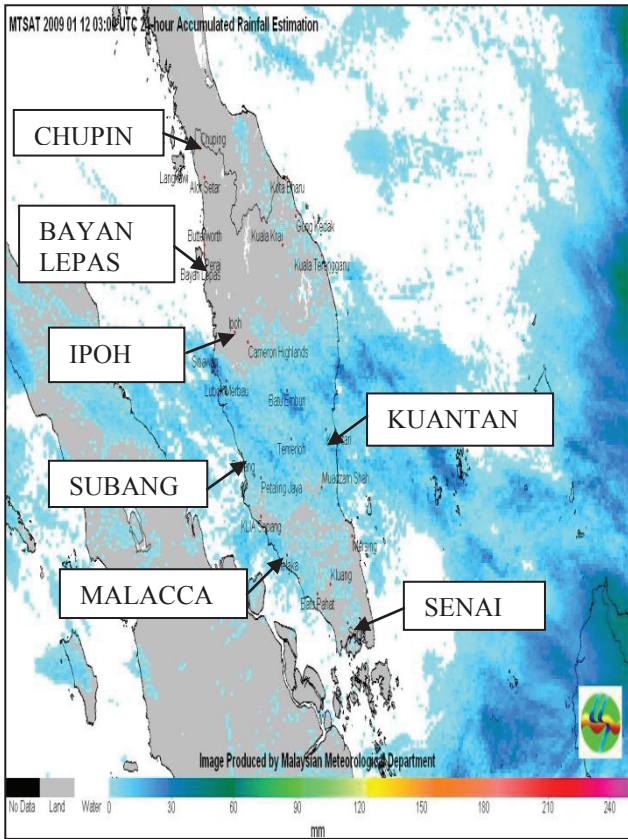 MTSAT 2009 01 12 03:00 UTC 24-hour Accumulated Rainfall Estimation
CHUPIN
Chuping
Langkawi
Alor Setar
Kota Bharu
BAYAN
LEPAS
Butterworth
Gong Kedak
Kuala Krai
Perai
Bayan Lepas
Kuala Terengganu
IPOH
Ipoh
Cameron Highlands
Sitiawan
Lubok Merbau
Batu Embun
KUANTAN
Temerloh
SUBANG
Petaling Jaya
Muadzam Shah
KLIA Sepang
Mersing
MALACCA
Melaka
Kluang
Batu Pahat
SENAI
Image Produced by Malaysian Meteorological Department
No Data Land Water 0 30 60 90 120 150 180 210 240
mm